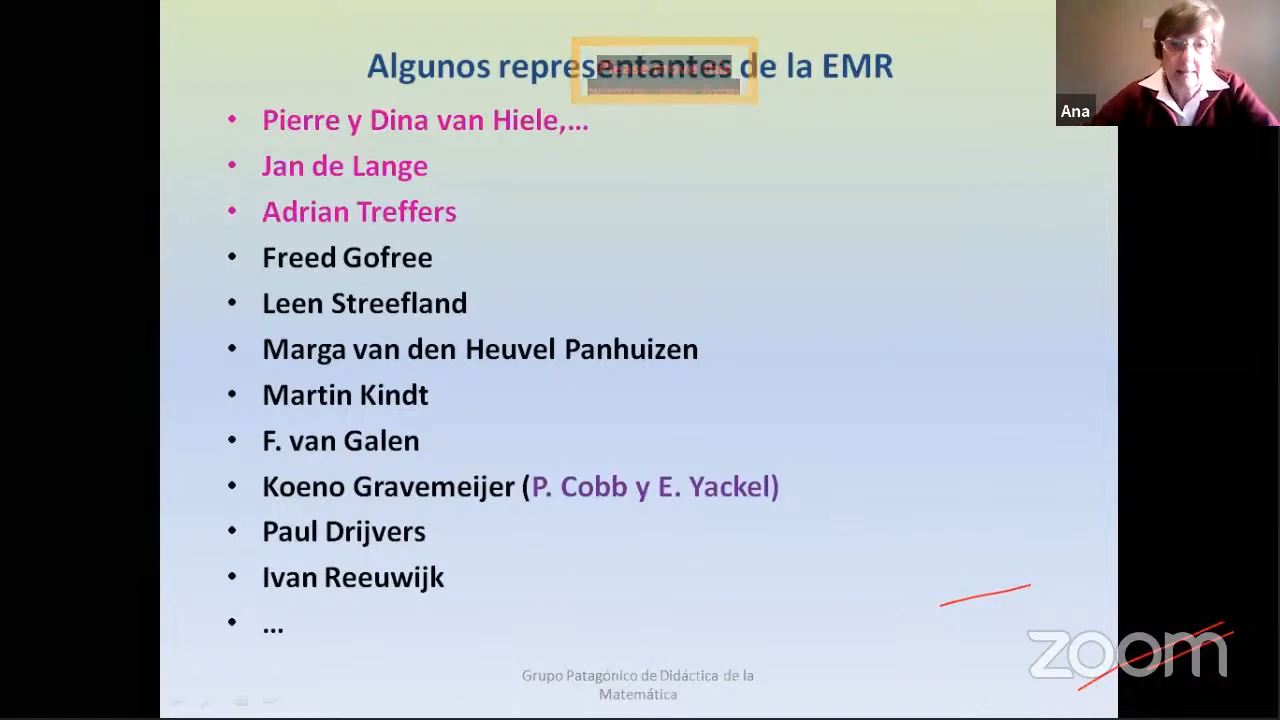 Algunos representantes de la EMR
Ana
• Pierre y Dina van Hiele,...
• Jan de Lange
• Adrian Treffers
• Freed Gofree
• Leen Streefland
• Marga van den Heuvel Panhuizen
• Martin Kindt
• F. van Galen
• Koeno Gravemeijer (P. Cobb y E. Yackel)
• Paul Drijvers
• Ivan Reeuwijk
• ...
zoom
Grupo Patagónico de Didáctica de la
Matemática